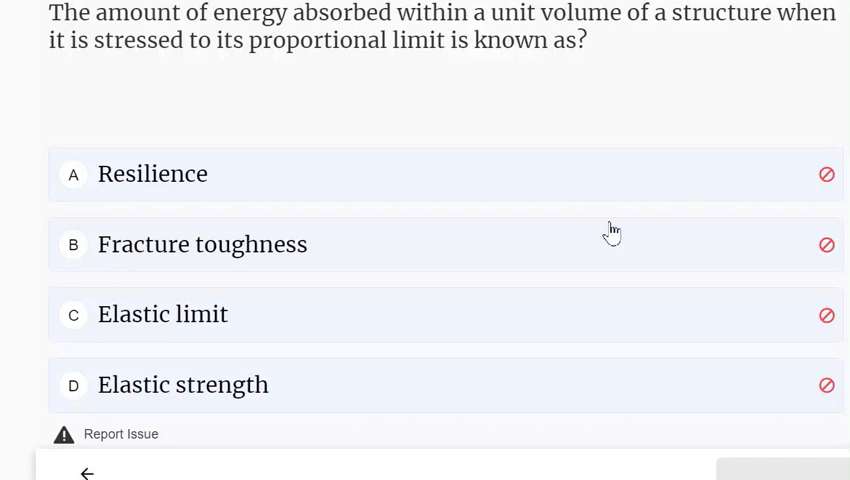 The amount of energy absorbed within a unit volume of a structure when
it is stressed to its proportional limit is known as?
A Resilience
B Fracture toughness
C Elastic limit
D Elastic strength
Report Issue